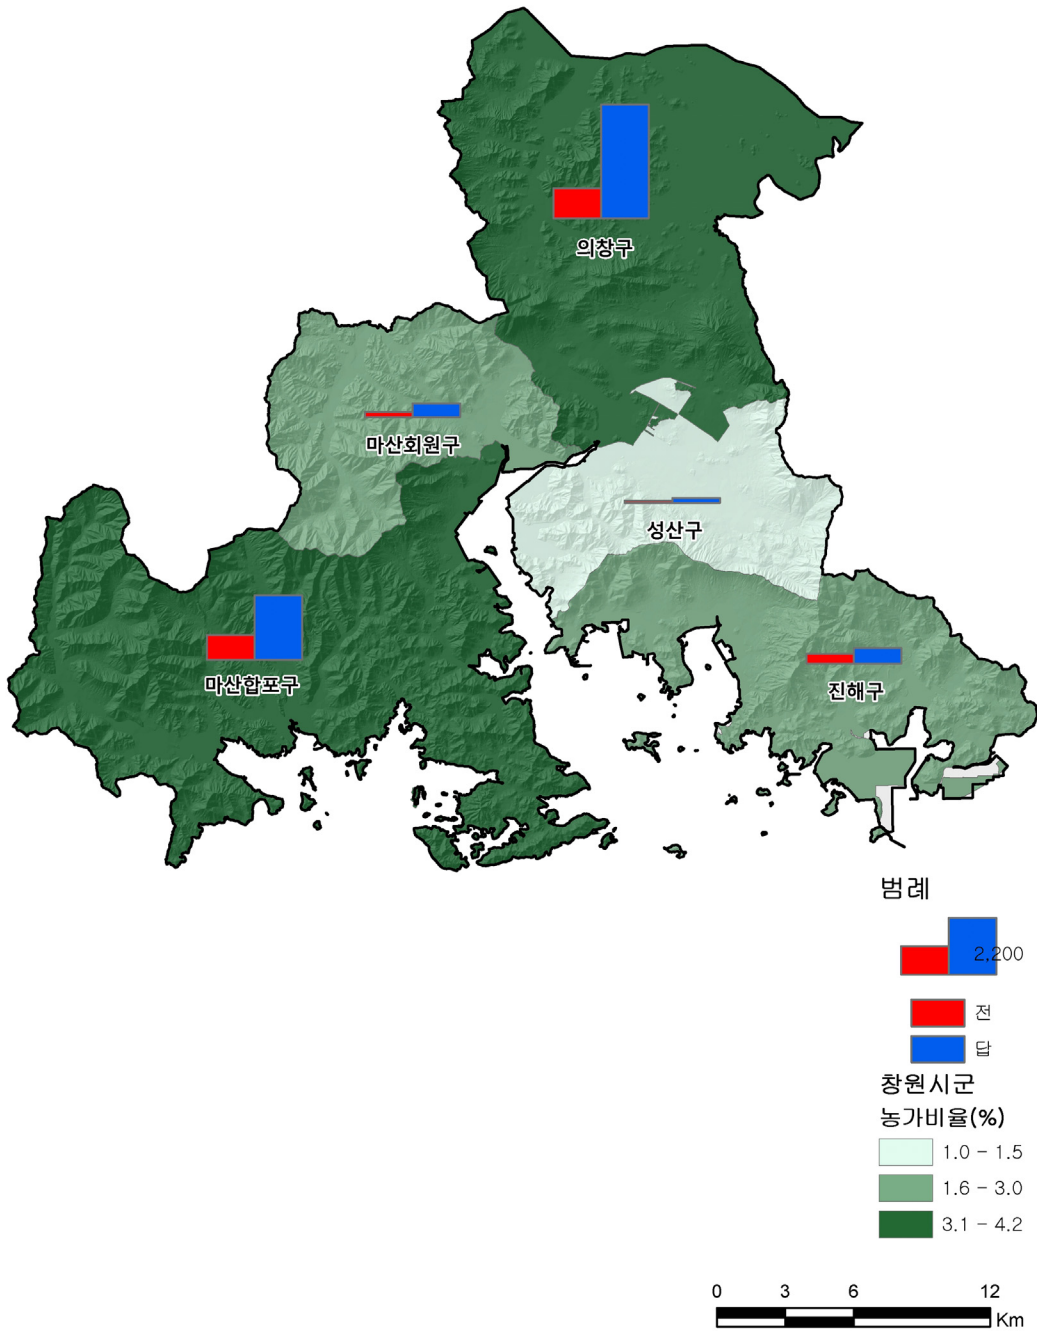 의창구
마산회원구
성산구
마산합포구
진해구
범례
2,200
전
답
창원시군
농가비율(%)
1.0 - 1.5
1.6 - 3.0
3.1 - 4.2
0 3 6 12
Km